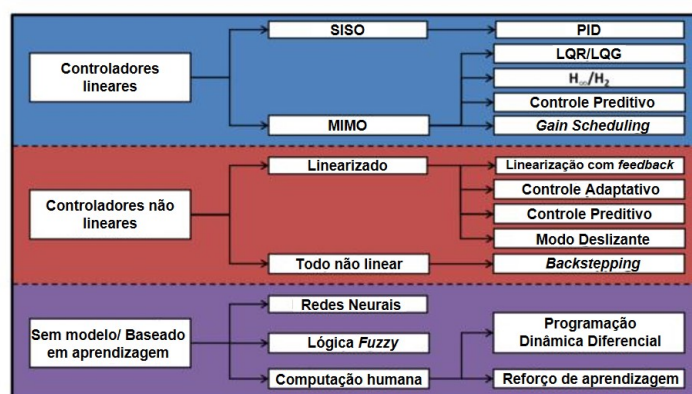 SISO
PID
Controladores
lineares
LQR/LQG
H∞/H2
Controle Preditivo
MIMO
Gain Scheduling
Controladores não
lineares
Linearizado
Linearização com feedback
Controle Adaptativo
Controle Preditivo
Modo Deslizante
Todo não linear
Backstepping
Sem modelo/ Baseado
em aprendizagem
Redes Neurais
Lógica Fuzzy
Computação humana
Programação
Dinâmica Diferencial
Reforço de aprendizagem